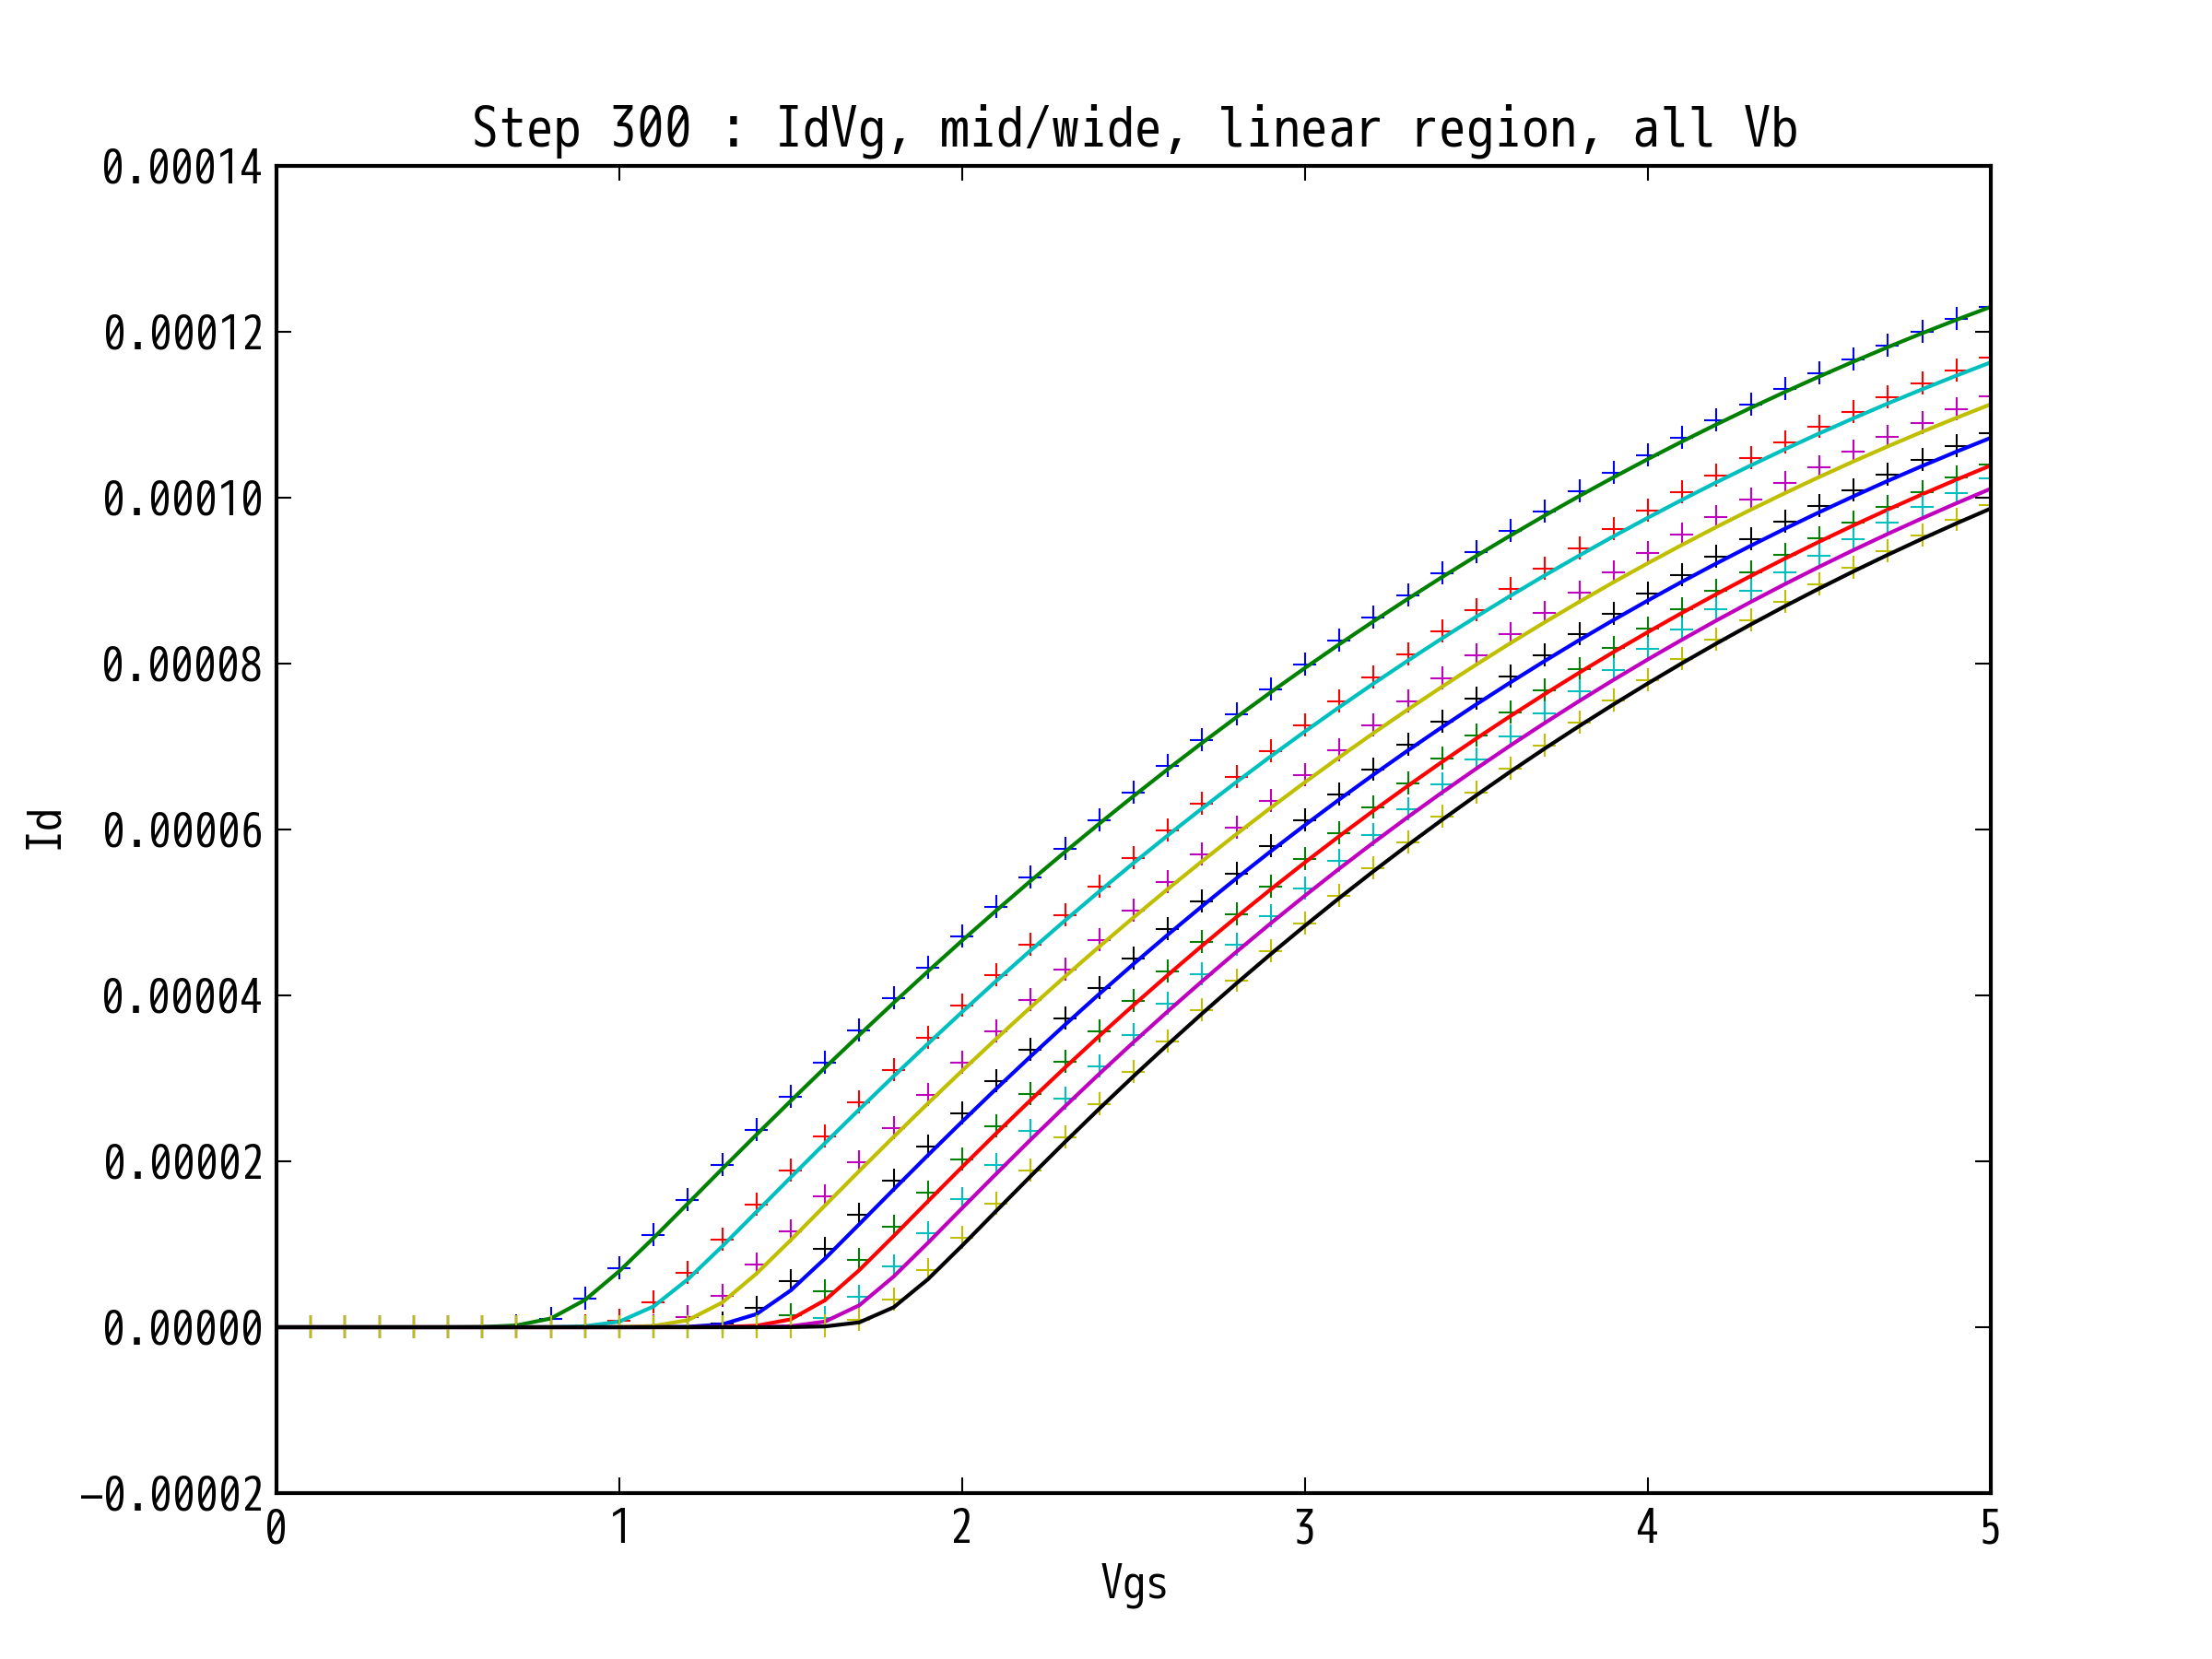 Step 300 : IdVg, mid/wide, linear region, all Vb
0.00014
0.00012
0.00010
0.00008
0.00006
0.00004
0.00002
0.00000
−0.00002
Id
0 1 2 3 4 5
Vgs